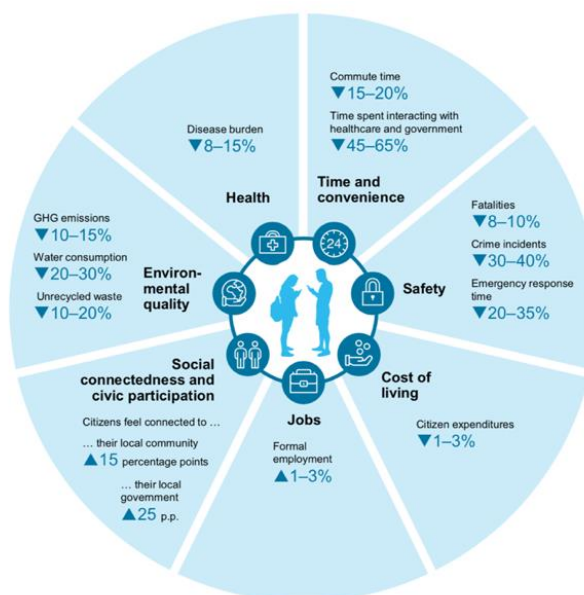 Commute time
▼15–20%
Time spent interacting with
healthcare and government
▼45–65%
Time and
convenience
24
Fatalities
▼8–10%
Crime incidents
▼30–40%
Emergency response
time
▼20–35%
Safety
Cost of
living
Citizen expenditures
▼1–3%
Jobs
Formal
employment
▲1–3%
Social
connectedness and
civic participation
Citizens feel connected to ...
... their local community
▲15 percentage points
... their local
government
▲25 p.p.
Environ-
mental
quality
GHG emissions
▼10–15%
Water consumption
▼20–30%
Unrecycled waste
▼10–20%
Health
Disease burden
▼8–15%